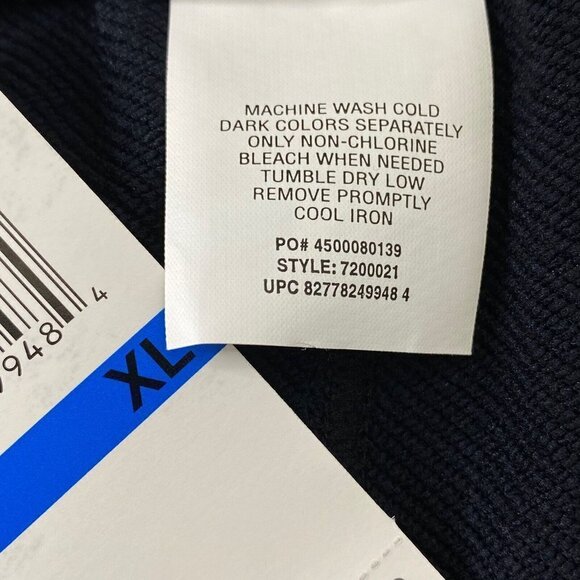 MACHINE WASH COLD
DARK COLORS SEPARATELY
ONLY NON-CHLORINE
BLEACH WHEN NEEDED
TUMBLE DRY LOW
REMOVE PROMPTLY
COOL IRON
PO# 4500080139
STYLE: 7200021
UPC 82778249948 4
9948 4
XL